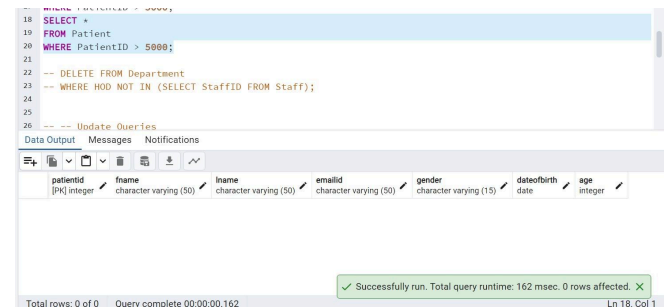 17 WHERE PatientID > 5000;
18 SELECT *
19 FROM Patient
20 WHERE PatientID > 5000;
21
22 -- DELETE FROM Department
23 -- WHERE HOD NOT IN (SELECT StaffID FROM Staff);
24
25
26 -- -- Update Queries
Data Output Messages Notifications
patientid fname lname emailid gender dateofbirth age
[PK] integer character varying (50) character varying (50) character varying (50) character varying (15) date integer
Successfully run. Total query runtime: 162 msec. 0 rows affected.
Total rows: 0 of 0 Query complete 00:00:00.162 Ln 18, Col 1